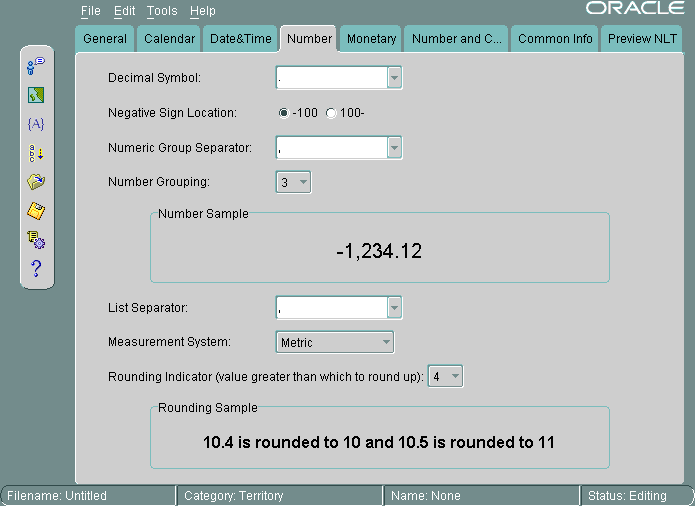 File Edit Tools Help
ORACLE
General Calendar Date&Time Number Monetary Number and C... Common Info Preview NLT
Decimal Symbol: .
Negative Sign Location: -100 100-
Numeric Group Separator: ,
Number Grouping: 3
Number Sample
-1,234.12
List Separator: ,
Measurement System: Metric
Rounding Indicator (value greater than which to round up): 4
Rounding Sample
10.4 is rounded to 10 and 10.5 is rounded to 11
Filename: Untitled Category: Territory Name: None Status: Editing
{A}
a
b
c
?